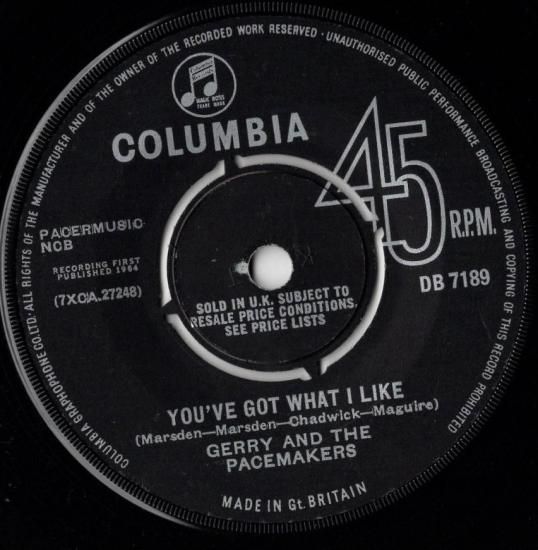 COLUMBIA GRAPHOPHONE CO. LTD. · ALL RIGHTS OF THE MANUFACTURER AND OF THE OWNER OF THE RECORDED WORK RESERVED · UNAUTHORISED PUBLIC PERFORMANCE BROADCASTING AND COPYING OF THIS RECORD PROHIBITED
MAGIC NOTES
TRADE MARK
COLUMBIA
45
R.P.M.
PACERMUSIC
NCB
RECORDING FIRST
PUBLISHED 1964
(7XCA.27248)
DB 7189
SOLD IN U.K. SUBJECT TO
RESALE PRICE CONDITIONS,
SEE PRICE LISTS
YOU'VE GOT WHAT I LIKE
(Marsden—Marsden—Chadwick—Maguire)
GERRY AND THE
PACEMAKERS
MADE IN Gt. BRITAIN